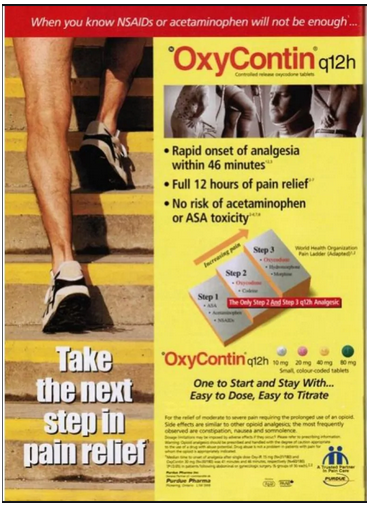 When you know NSAIDs or acetaminophen will not be enough...
OxyContin® q12h
Controlled release oxycodone tablets
• Rapid onset of analgesia
within 46 minutes
• Full 12 hours of pain relief
• No risk of acetaminophen
or ASA toxicity
Increasing pain
World Health Organization
Pain Ladder (Adapted)
Step 3
• Oxycodone
• Hydromorphone
• Morphine
Step 2
• Oxycodone
• Codeine
Step 1
• ASA
• Acetaminophen
• NSAIDs
The Only Step 2 And Step 3 q12h Analgesic
OxyContin® q12h
10 mg 20 mg 40 mg 80 mg
Small, colour-coded tablets
One to Start and Stay With...
Easy to Dose, Easy to Titrate
Take
the next
step in
pain relief
For the relief of moderate to severe pain requiring the prolonged use of an opioid.
Side effects are similar to other opioid analgesics; the most frequently
observed are constipation, nausea and somnolence.
Purdue Pharma
A Trusted Partner
in Pain Care
PURDUE